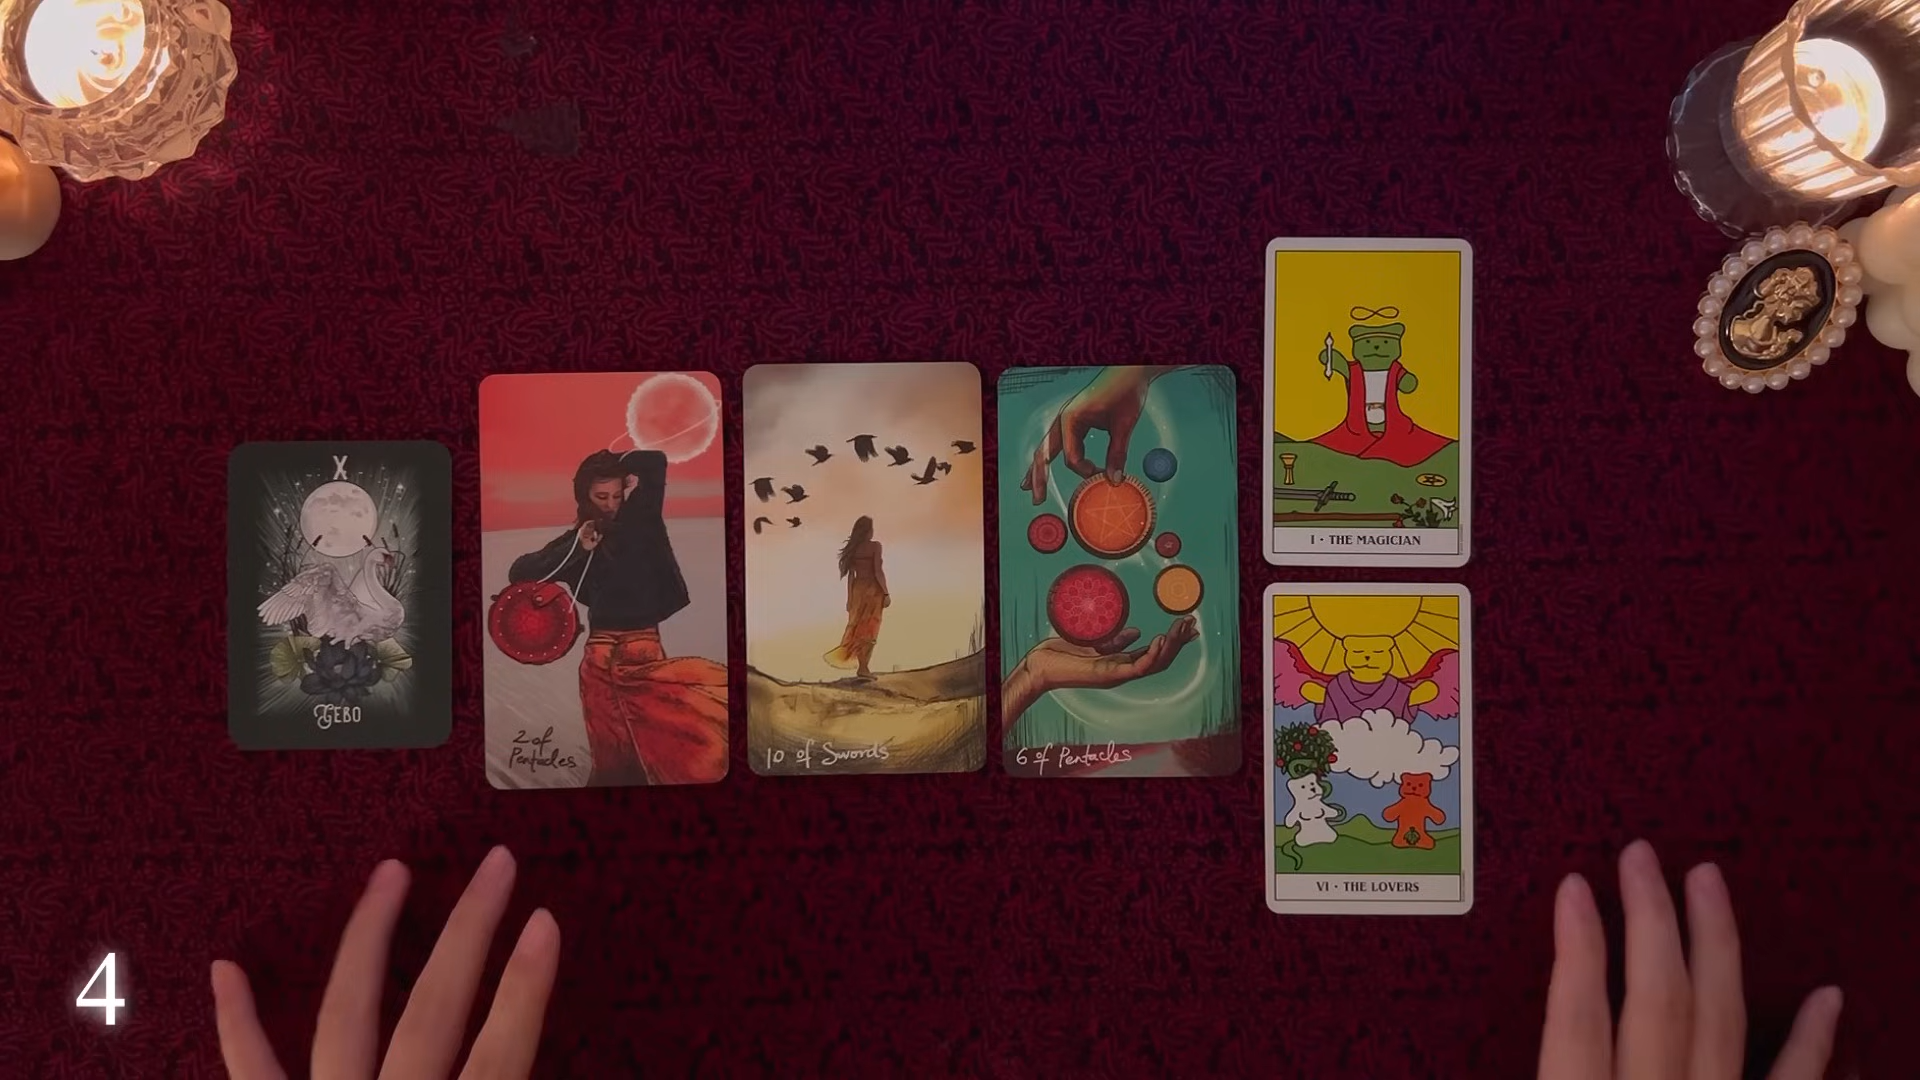 X
GEBO
2 of
Pentacles
10 of Swords
6 of Pentacles
I · THE MAGICIAN
VI · THE LOVERS
4